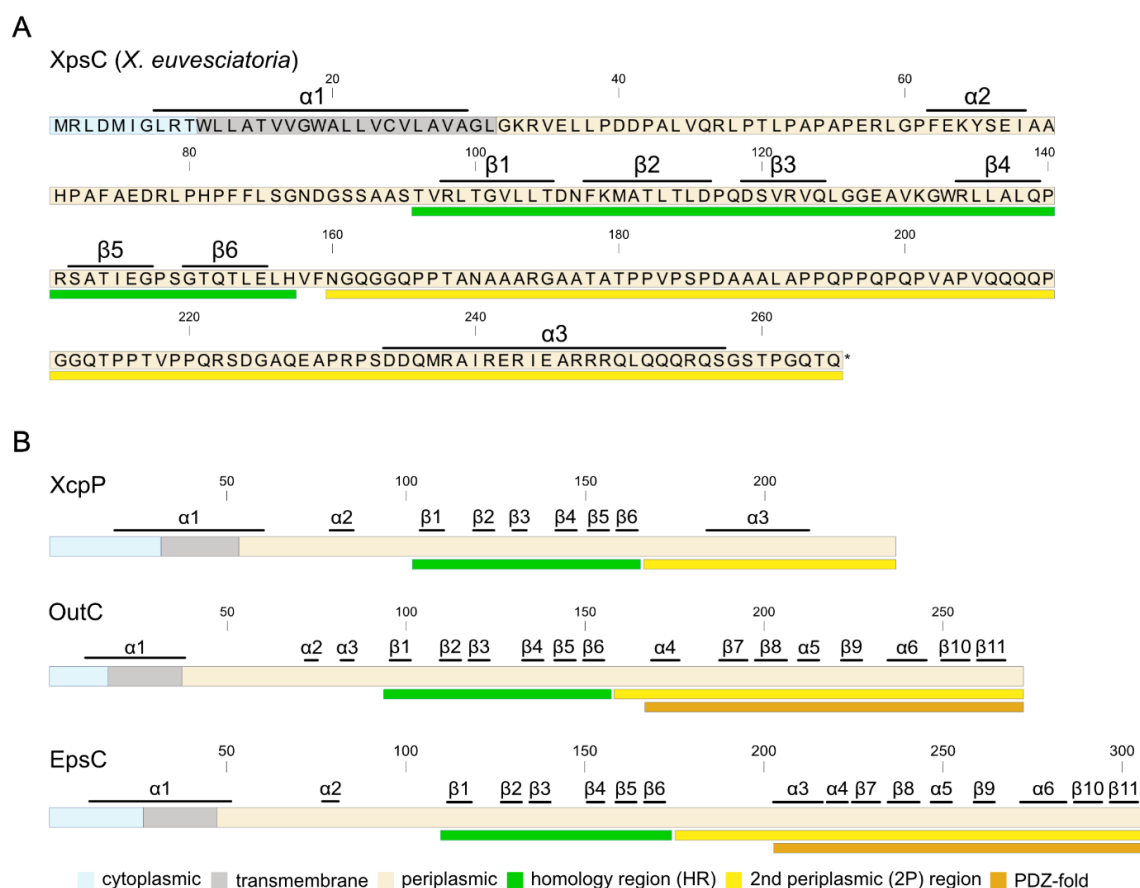 A
XpsC (X. euvesciatoria)
20 40 60
α1 α2
MRLDMIGLRTWLLATVVGWALLVCVLAVAGLGKRVELLPDDPALVQRLPTLPAPAPERLGPFEKYSEIAA
80 100 120 140
β1 β2 β3 β4
HPAFAEDRLPHPFFLSGNDGSSAASTVRLTGVLLTDNFKMATLTLDPQDSVRVQLGGEAVKGWRLLALQP
160 180 200
β5 β6
RSATIEGPSGTQTLELHVFNGQGGQPPTANAAARGAATATPPVPSPDAAALAPPQPPQPQPVAPVQQQQP
220 240 260
α3
GGQTPPTVPPQRSDGAQEAPRPSDDQMRAIRERIEARRRQLQQQRQSGSTPGQTQ*
B
XcpP
50 100 150 200
α1 α2 β1 β2 β3 β4 β5 β6 α3
OutC
50 100 150 200 250
α1 α2 α3 β1 β2 β3 β4 β5 β6 α4 β7 β8 α5 β9 α6 β10 β11
EpsC
50 100 150 200 250 300
α1 α2 β1 β2 β3 β4 β5 β6 α3 α4 β7 β8 α5 β9 α6 β10 β11
cytoplasmic transmembrane periplasmic homology region (HR) 2nd periplasmic (2P) region PDZ-fold